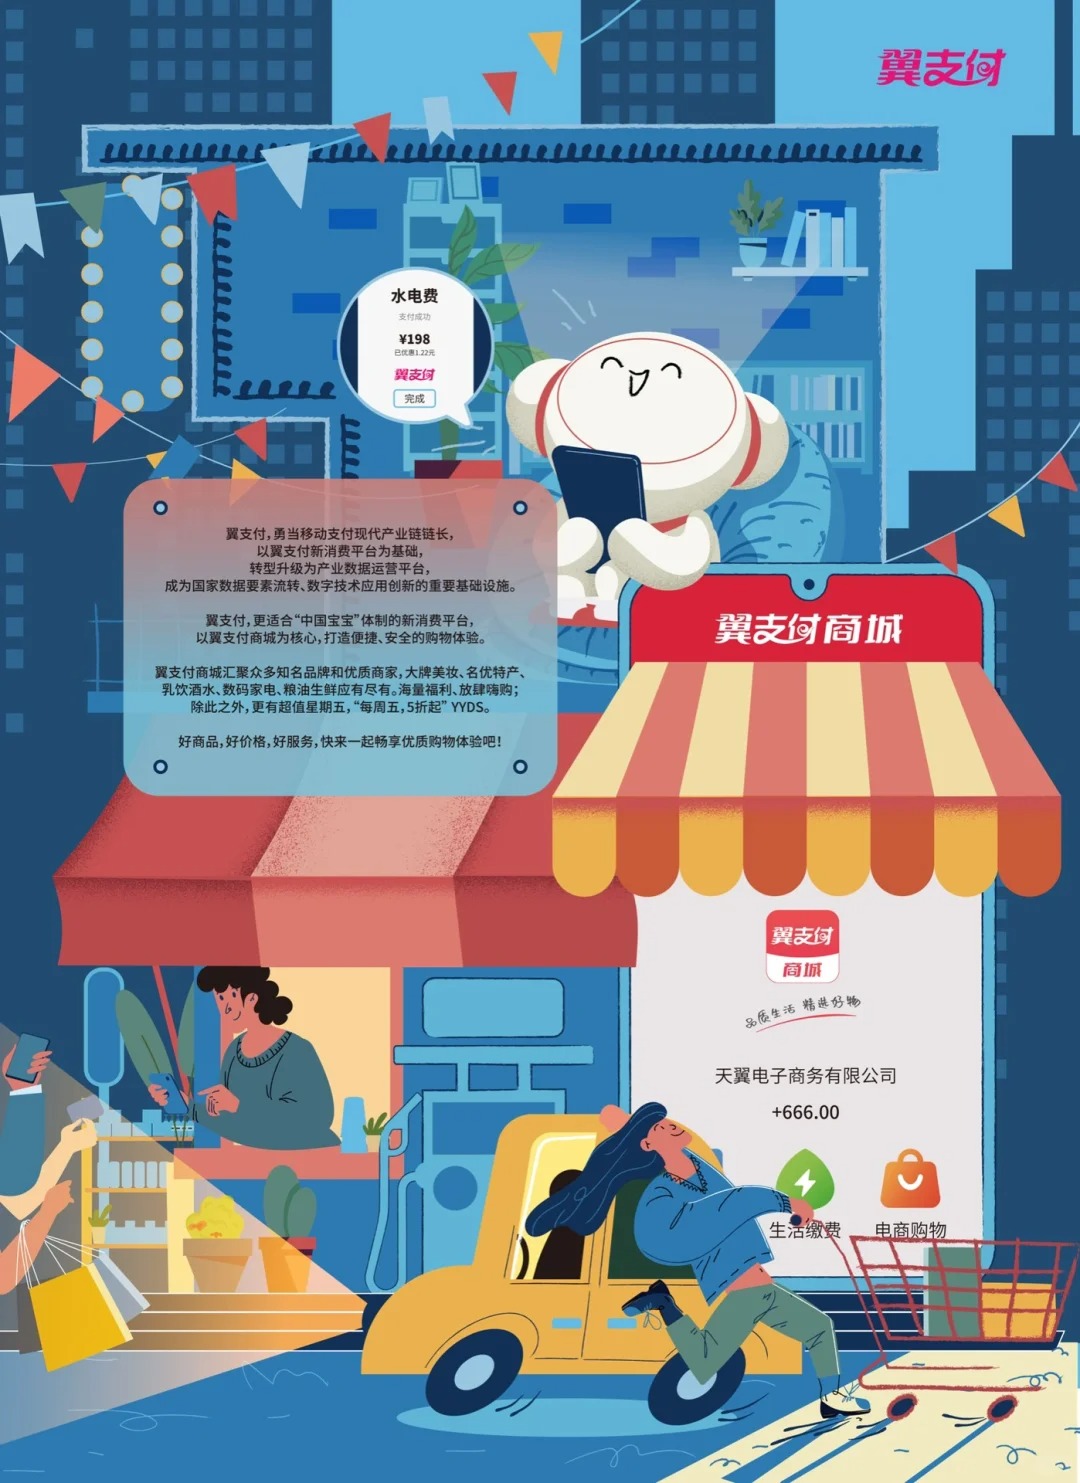 翼支付
水电费
支付成功
¥198
已优惠1.22元
翼支付
完成
翼支付，勇当移动支付现代产业链链长，
以翼支付新消费平台为基础，
转型升级为产业数据运营平台，
成为国家数据要素流转、数字技术应用创新的重要基础设施。
翼支付，更适合“中国宝宝”体制的新消费平台，
以翼支付商城为核心，打造便捷、安全的购物体验。
翼支付商城汇聚众多知名品牌和优质商家，大牌美妆、名优特产、
乳饮酒水、数码家电、粮油生鲜应有尽有。海量福利、放肆嗨购；
除此之外，更有超值星期五，“每周五，5折起” YYDS。
好商品，好价格，好服务，快来一起畅享优质购物体验吧！
翼支付商城
翼支付
商城
品质生活 精选好物
天翼电子商务有限公司
+666.00
生活缴费 电商购物